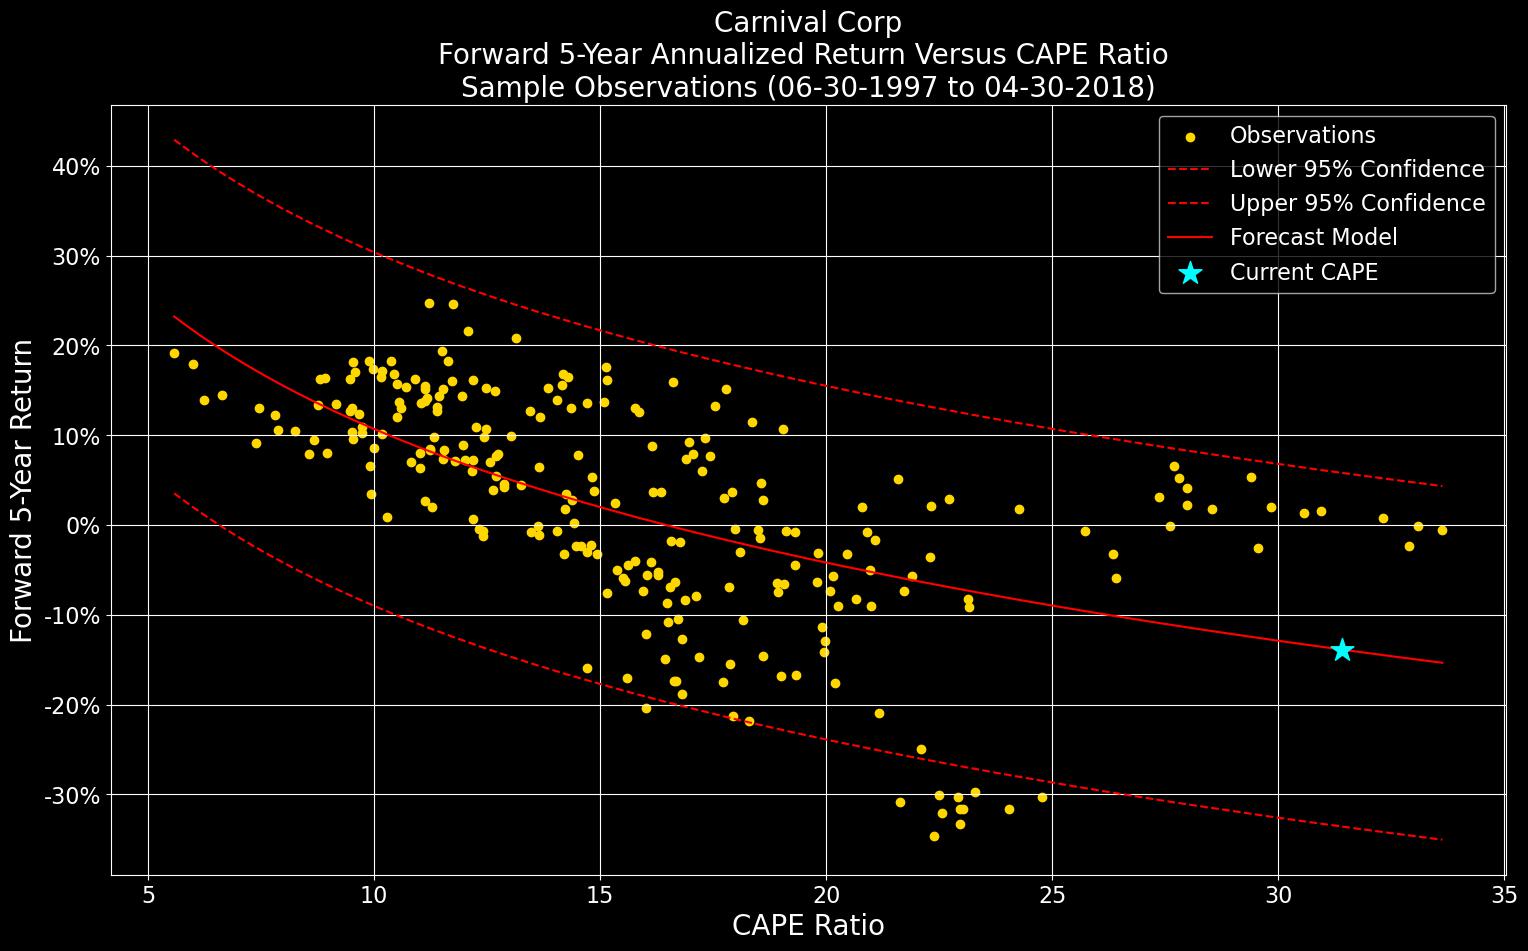 Carnival Corp
Forward 5-Year Annualized Return Versus CAPE Ratio
Sample Observations (06-30-1997 to 04-30-2018)
Observations
Lower 95% Confidence
Upper 95% Confidence
Forecast Model
Current CAPE
Forward 5-Year Return
40%
30%
20%
10%
0%
-10%
-20%
-30%
5
10
15
20
25
30
35
CAPE Ratio